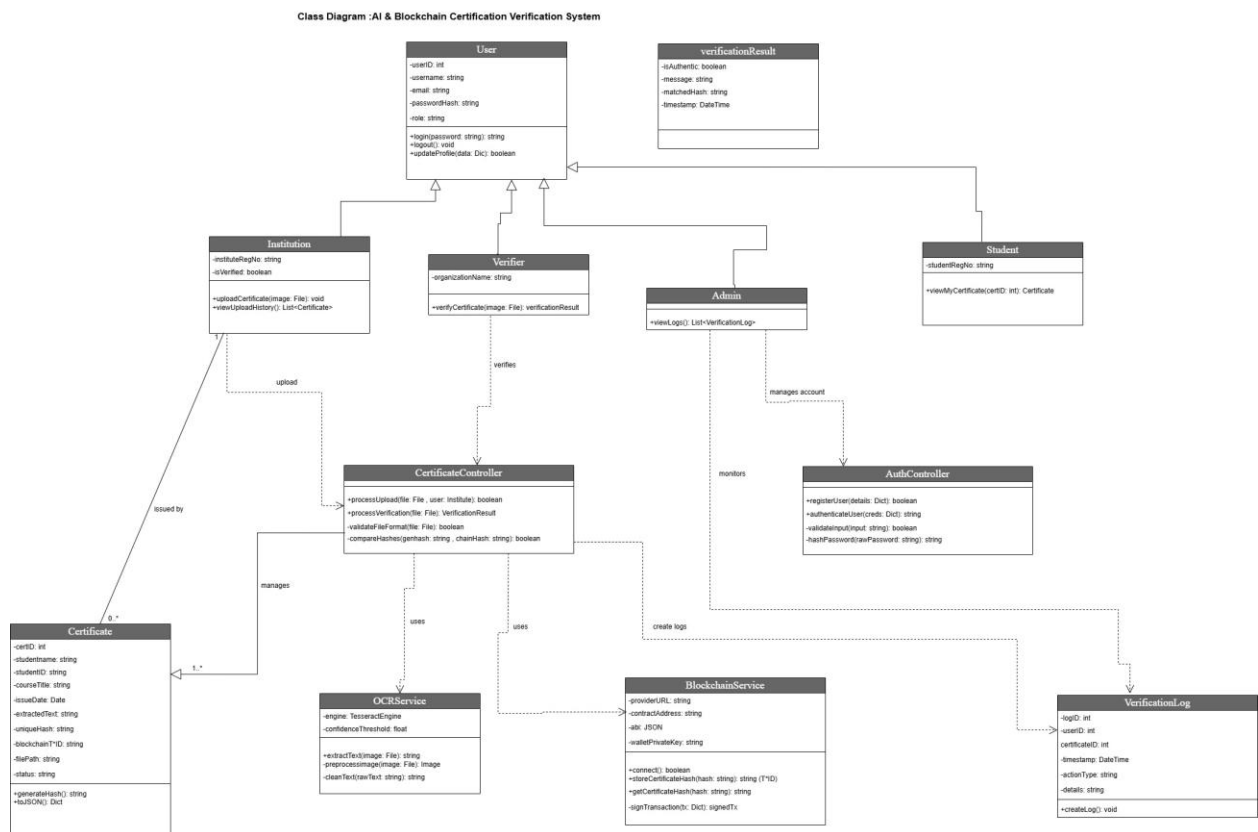 Class Diagram :AI & Blockchain Certification Verification System
User
-userID: int
-username: string
-email: string
-passwordHash: string
-role: string
+login(password: string): string
+logout(): void
+updateProfile(data: Dic): boolean
verificationResult
-isAuthentic: boolean
-message: string
-matchedHash: string
-timestamp: DateTime
Institution
-instituteRegNo: string
-isVerified: boolean
+uploadCertificate(image: File): void
+viewUploadHistory(): List<Certificate>
Verifier
-organizationName: string
+verifyCertificate(image: File): verificationResult
Admin
+viewLogs(): List<VerificationLog>
Student
-studentRegNo: string
+viewMyCertificate(certID: int): Certificate
1
upload
verifies
manages account
monitors
issued by
CertificateController
+processUpload(file: File , user: Institute): boolean
+processVerification(file: File): VerificationResult
-validateFileFormat(file: File): boolean
-compareHashes(genhash: string , chainHash: string): boolean
AuthController
+registerUser(details: Dict): boolean
+authenticateUser(creds: Dict): string
-validateInput(input: string): boolean
-hashPassword(rawPassword: string): string
manages
uses
uses
create logs
0..*
1..*
Certificate
-certID: int
-studentname: string
-studentID: string
-courseTitle: string
-issueDate: Date
-extractedText: string
-uniqueHash: string
-blockchainT*ID: string
-filePath: string
-status: string
+generateHash(): string
+toJSON(): Dict
OCRService
-engine: TesseractEngine
-confidenceThreshold: float
+extractText(image: File): string
-preprocessimage(image: File): Image
-cleanText(rawText: string): string
BlockchainService
-providerURL: string
-contractAddress: string
-abi: JSON
-walletPrivateKey: string
+connect(): boolean
+storeCertificateHash(hash: string): string (T*ID)
+getCertificateHash(hash: string): string
-signTransaction(tx: Dict): signedTx
VerificationLog
-logID: int
-userID: int
certificateID: int
-timestamp: DateTime
-actionType: string
-details: string
+createLog(): void